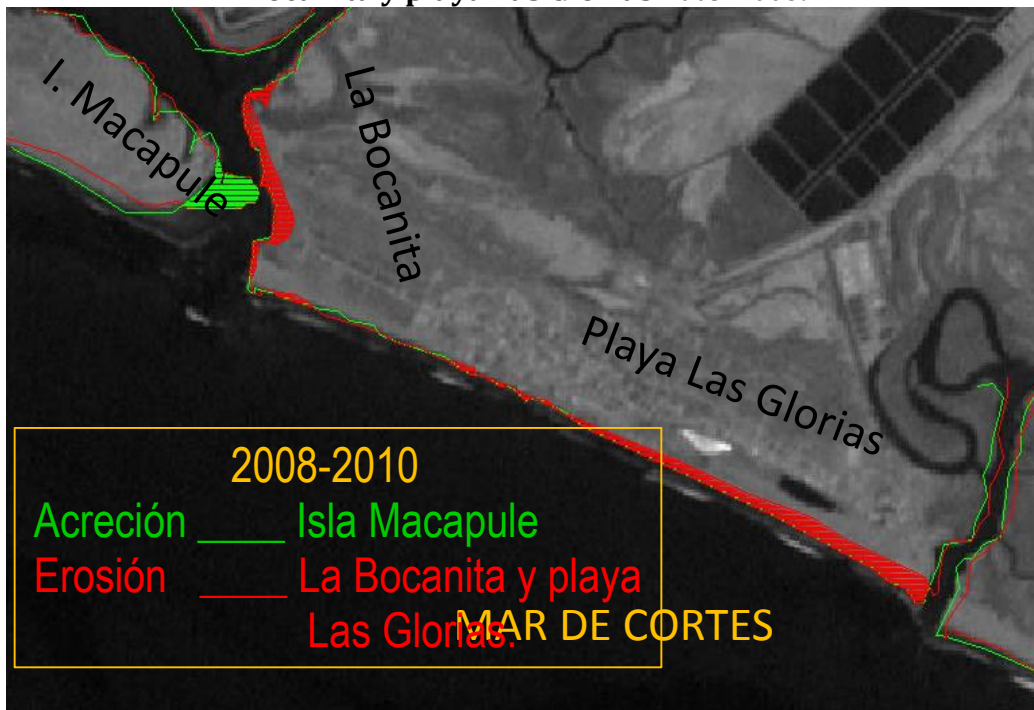 I. Macapule
La Bocanita
Playa Las Glorias
2008-2010
Acreción ____ Isla Macapule
Erosión ____ La Bocanita y playa
Las Glorias.
MAR DE CORTES